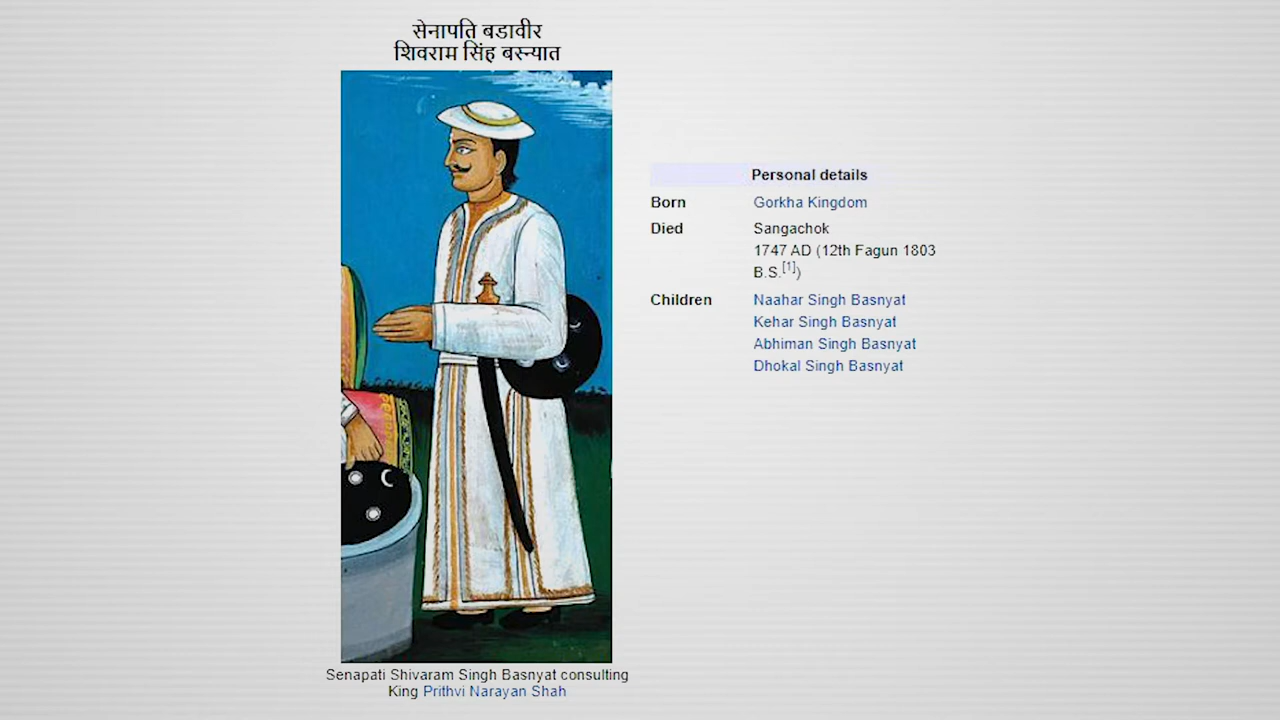 सेनापति बडावीर
शिवराम सिंह बस्न्यात
Personal details
Born Gorkha Kingdom
Died Sangachok
1747 AD (12th Fagun 1803
B.S.[1])
Children Naahar Singh Basnyat
Kehar Singh Basnyat
Abhiman Singh Basnyat
Dhokal Singh Basnyat
Senapati Shivaram Singh Basnyat consulting
King Prithvi Narayan Shah